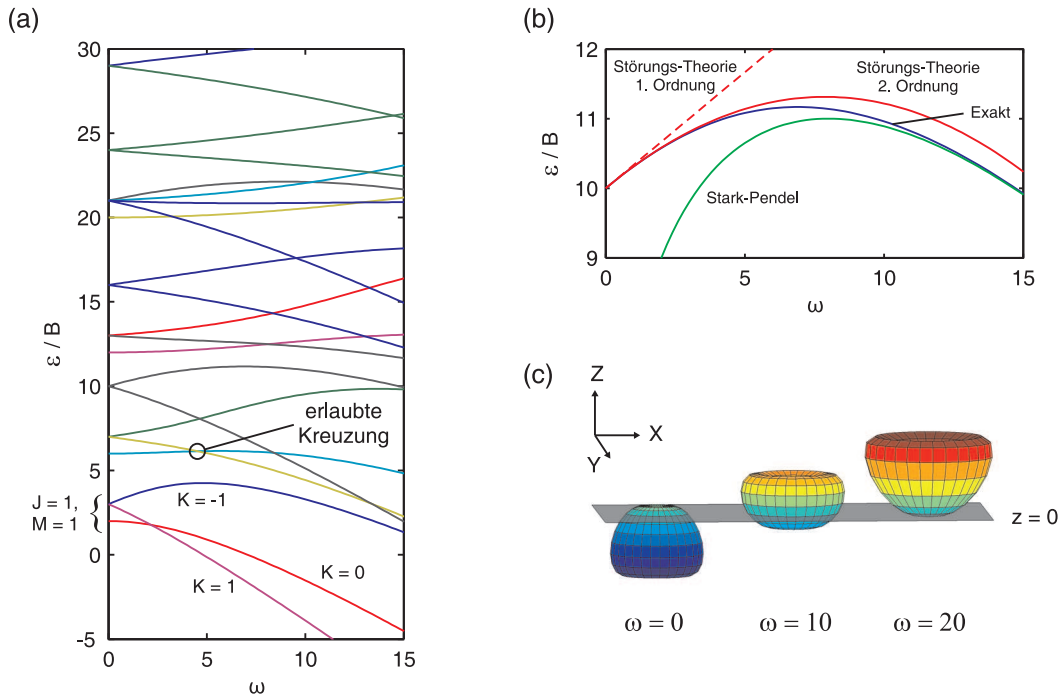 (a)
30
25
20
15
10
5
0
-5
ε / B
erlaubte
Kreuzung
J = 1,
M = 1
K = -1
K = 0
K = 1
0
5
10
15
ω
(b)
12
11
10
9
ε / B
Störungs-Theorie
1. Ordnung
Störungs-Theorie
2. Ordnung
Exakt
Stark-Pendel
0
5
10
15
ω
(c)
Z
X
Y
z = 0
ω = 0
ω = 10
ω = 20